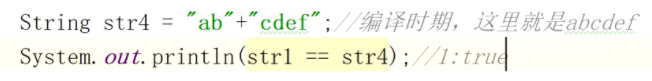 String str4 = "ab"+"cdef";//编译时期，这里就是abcdef
System.out.println(str1 == str4);//1:true